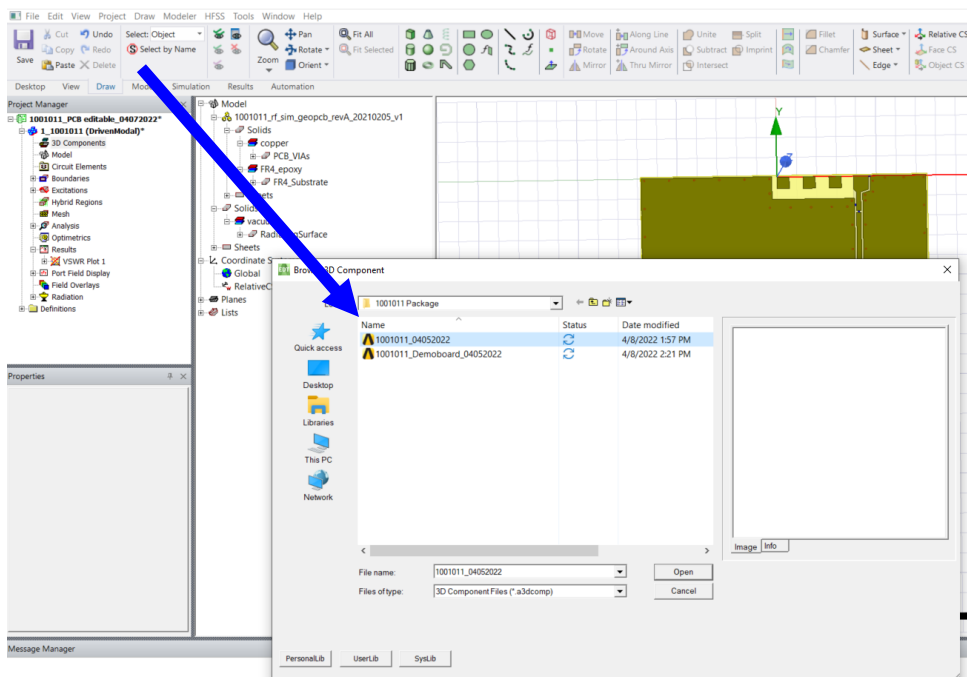 File Edit View Project Draw Modeler HFSS Tools Window Help
Save
Cut Undo
Copy Redo
Paste Delete
Select: Object
Select by Name
Zoom
Pan
Rotate
Orient
Fit All
Fit Selected
Move Along Line
Rotate Around Axis
Mirror Thru Mirror
Unite Split
Subtract Imprint
Intersect
Fillet
Chamfer
Surface
Sheet
Edge
Relative CS
Face CS
Object CS
Desktop View Draw Simulation Results Automation
Project Manager
1001011_PCB editable_04072022*
1_1001011 (DrivenModal)*
3D Components
Model
Circuit Elements
Boundaries
Excitations
Hybrid Regions
Mesh
Analysis
Optimetrics
Results
VSWR Plot 1
Port Field Display
Field Overlays
Radiation
Definitions
Model
1001011_rf_sim_geopcb_revA_20210205_v1
Solids
copper
PCB_VIAs
FR4_epoxy
FR4_Substrate
Solids
Sheets
Coordinate
Global
Planes
Lists
Y
Z
Properties
Message Manager
1001011 Package
Name Status Date modified
1001011_04052022 4/8/2022 1:57 PM
1001011_Demoboard_04052022 4/8/2022 2:21 PM
Quick access
Desktop
Libraries
This PC
Network
Image Info
File name: 1001011_04052022 Open
Files of type: 3D Component Files (*.a3dcomp) Cancel
PersonalLib UserLib SysLib